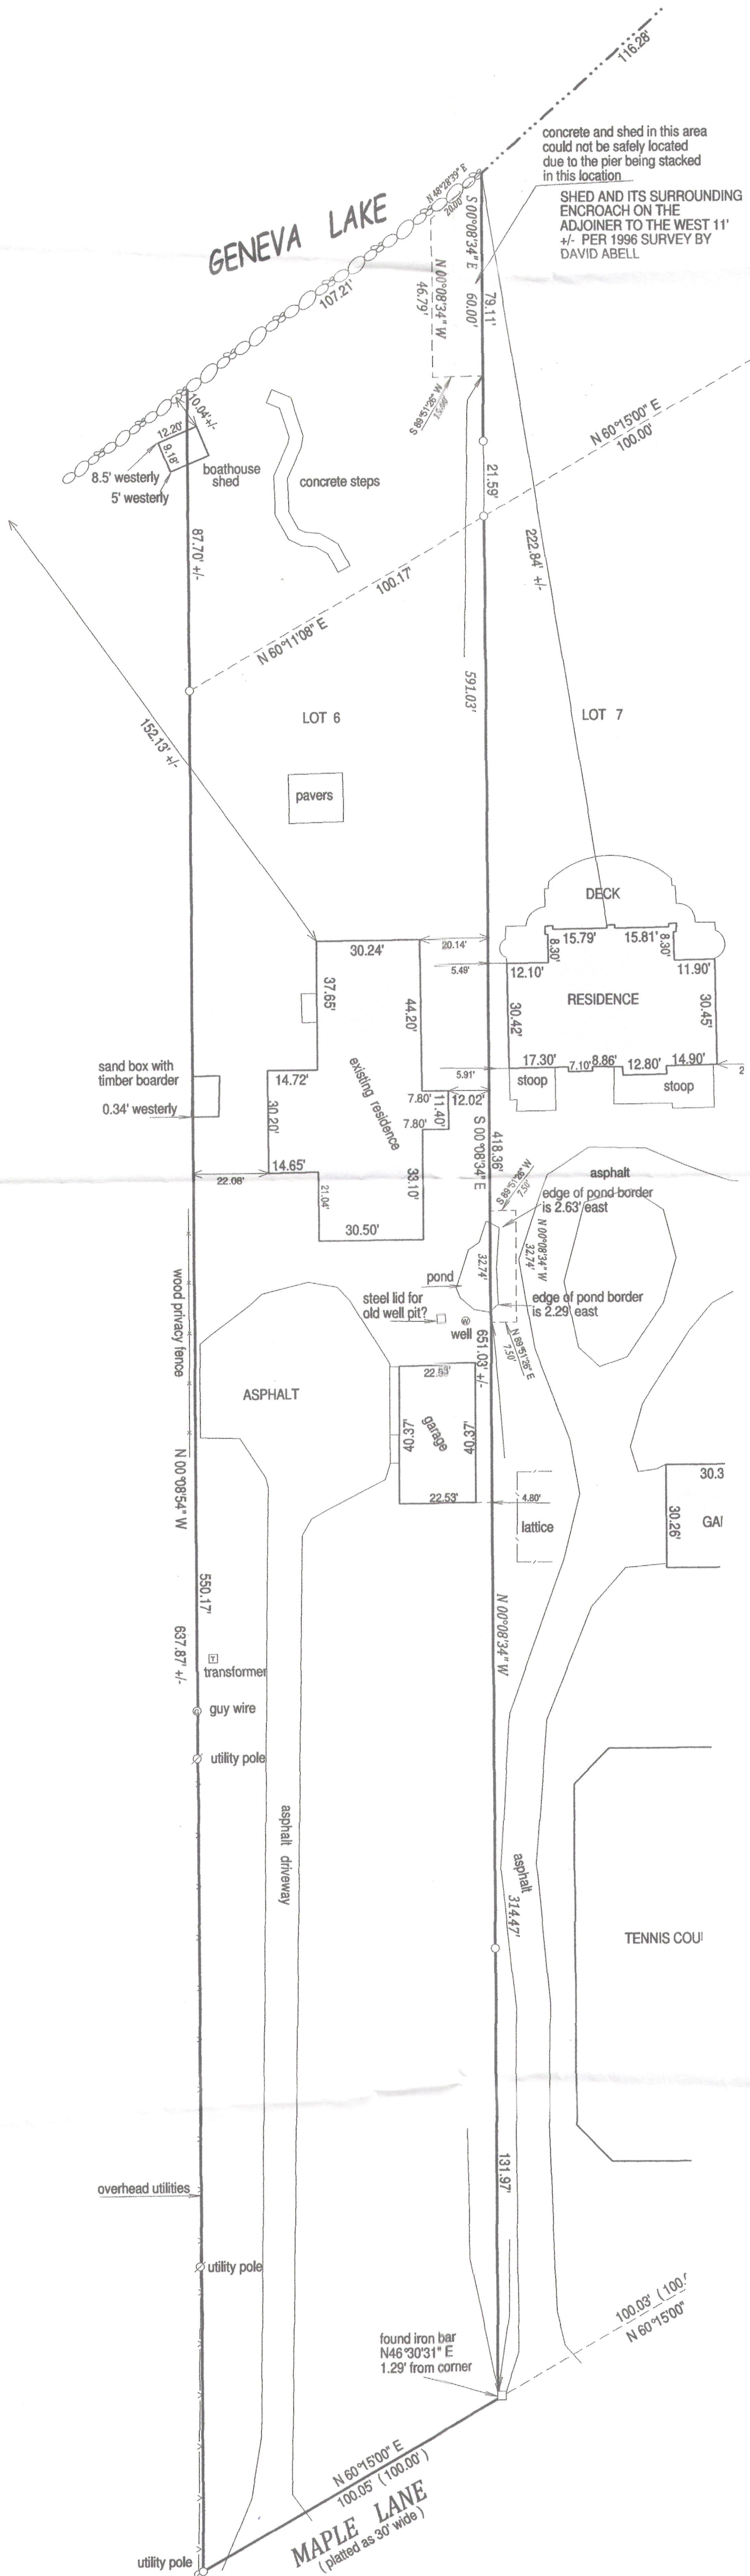 116.28'
concrete and shed in this area
could not be safely located
due to the pier being stacked
in this location
SHED AND ITS SURROUNDING
ENCROACH ON THE
ADJOINER TO THE WEST 11'
+/- PER 1996 SURVEY BY
DAVID ABELL
N 48°28'39" E
20.00'
GENEVA LAKE
107.21'
S 00°08'34" E 60.00'
79.11'
N 00°08'34" W
46.79'
S 89°51'26" W
10.04'+/-
12.20'
9.18'
8.5' westerly
5' westerly
boathouse
shed
concrete steps
N 60°15'00" E
100.00'
21.59'
87.70' +/-
222.84' +/-
100.17'
N 60°11'08" E
591.03'
152.13' +/-
LOT 6
LOT 7
pavers
DECK
30.24'
20.14'
5.49'
15.79'
15.81'
8.30'
8.30'
12.10'
11.90'
37.65'
44.20'
RESIDENCE
30.42'
30.45'
existing residence
sand box with
timber boarder
0.34' westerly
14.72'
30.20'
14.65'
22.08'
21.04'
30.50'
33.10'
7.80'
11.40'
7.80'
12.02'
5.91'
17.30'
7.10'
8.86'
12.80'
14.90'
2
stoop
stoop
418.36'
S 00°08'34" E
S 89°51'26" W
7.50'
asphalt
edge of pond border
is 2.63' east
N 00°08'34" W
32.74'
32.74'
pond
edge of pond border
is 2.29' east
steel lid for
old well pit?
W
well
N 89°51'26" E
7.50'
651.03' +/-
wood privacy fence
ASPHALT
22.53'
40.37'
garage
40.37'
22.53'
4.80'
lattice
30.3
30.26'
GA
N 00°08'54" W
550.17'
637.87' +/-
N 00°08'34" W
T
transformer
guy wire
utility pole
asphalt driveway
asphalt
314.47'
TENNIS COU
131.97'
overhead utilities
utility pole
100.03' (100.
N 60°15'00"
found iron bar
N46°30'31" E
1.29' from corner
N 60°15'00" E
100.05' (100.00')
MAPLE LANE
(platted as 30' wide)
utility pole